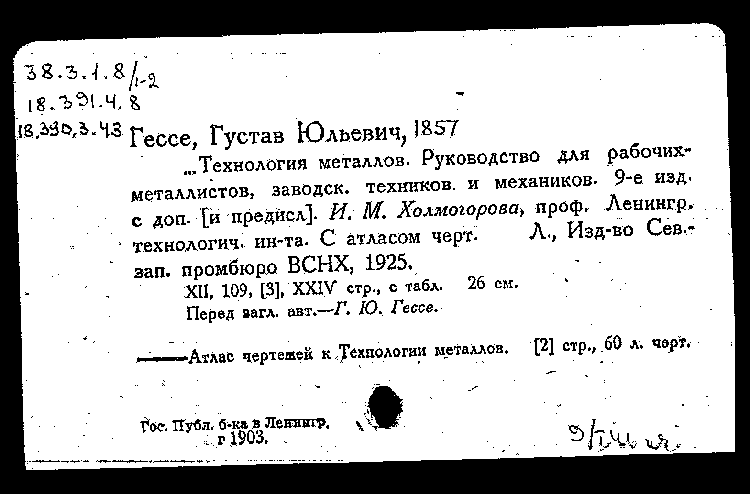 38.3.1.8/1-2
18.391.4.8
18.390.3.43
Гессе, Густав Юльевич, 1857
...Технология металлов. Руководство для рабочих-
металлистов, заводск. техников и механиков. 9-е изд.
с доп. [и предисл]. И. М. Холмогорова, проф. Ленингр.
технологич. ин-та. С атласом черт. Л., Изд-во Сев.-
зап. промбюро ВСНХ, 1925.
XII, 109, [3], XXIV стр., с табл. 26 см.
Перед загл. авт.—Г. Ю. Гессе.
——Атлас чертежей к Технологии металлов. [2] стр., 60 л. черт.
Гос. Публ. б-ка в Ленингр.
г 1903.